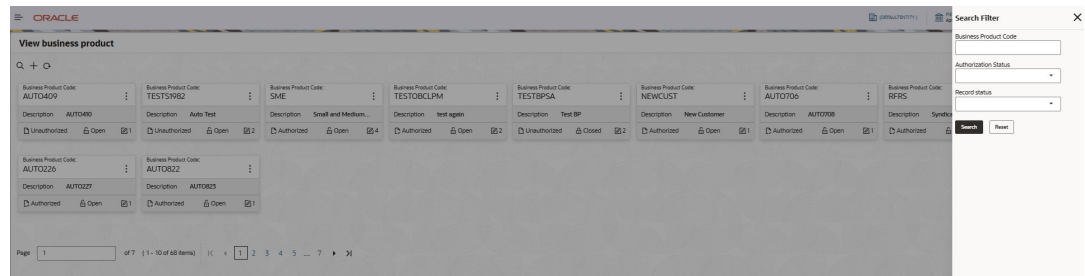 ORACLE
(DEFAULTENTITY)
Search Filter
View business product
Business Product Code
Authorization Status
Record status
Search Reset
Business Product Code: Business Product Code: Business Product Code: Business Product Code: Business Product Code: Business Product Code: Business Product Code: Business Product Code:
AUTO409 TESTS1982 SME TESTOBCLPM TESTBPSA NEWCUST AUTO706 RFRS
Description AUTO410 Description Auto Test Description Small and Medium... Description test again Description Test BP Description New Customer Description AUTO708 Description Syndica
Unauthorized Open 1 Unauthorized Open 2 Authorized Open 4 Authorized Open 2 Unauthorized Closed 2 Authorized Open 1 Authorized Open 1 Authorized
Business Product Code: Business Product Code:
AUTO226 AUTO822
Description AUTO227 Description AUTO823
Authorized Open 1 Authorized Open 1
Page 1 of 7 (1 - 10 of 68 items) 1 2 3 4 5 ... 7